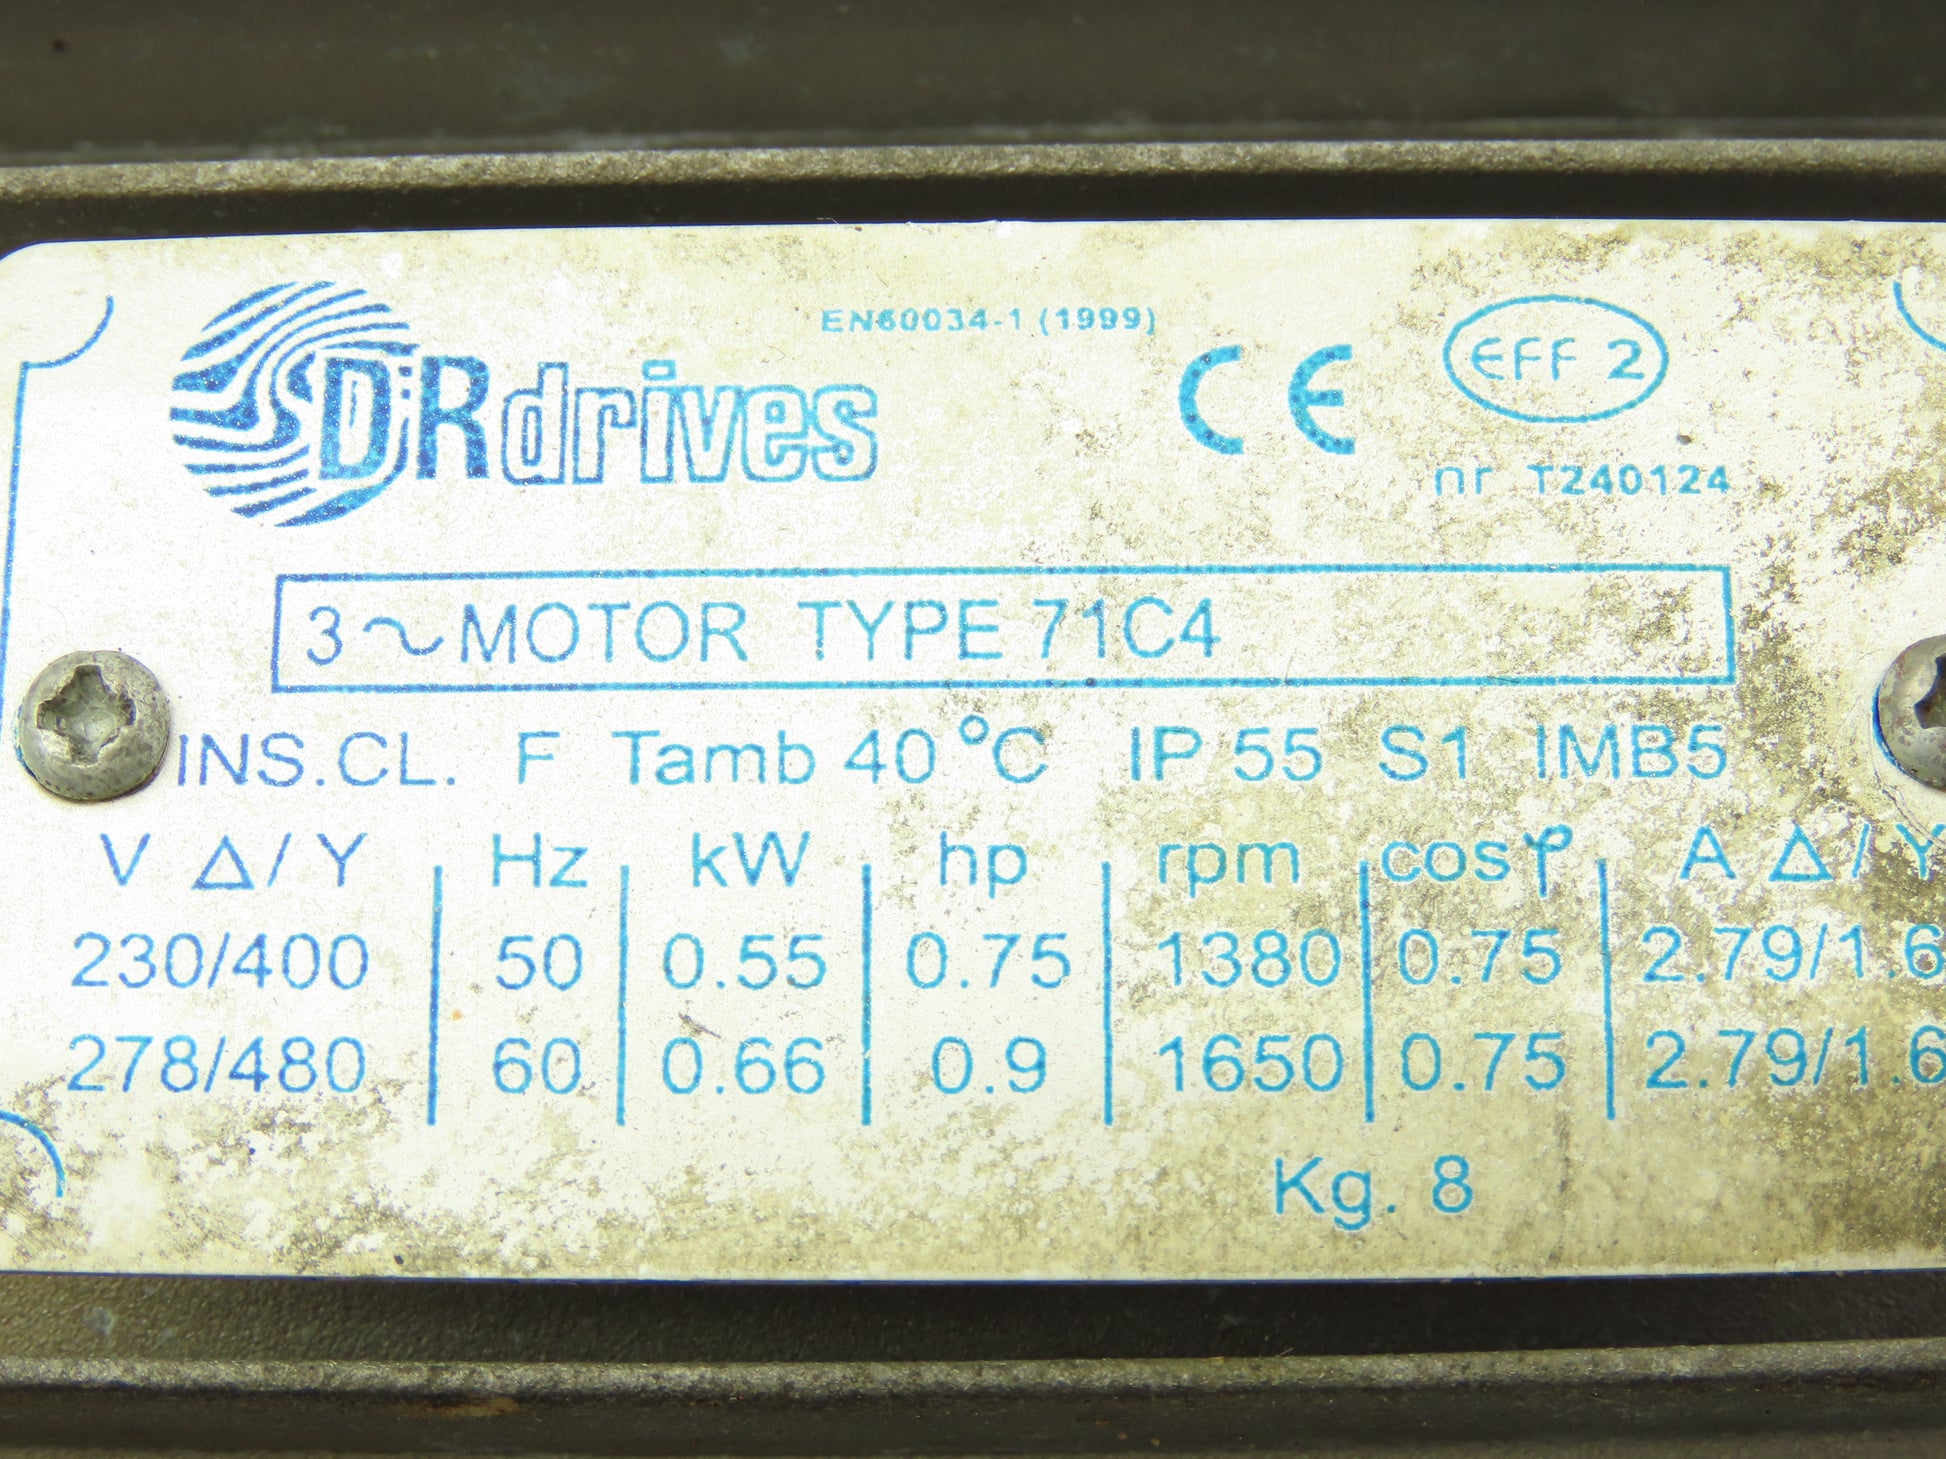 EN60034-1 (1999)
DRdrives
CE
EFF 2
nr TZ40124
3~MOTOR TYPE 71C4
INS.CL. F Tamb 40 °C IP 55 S1 IMB5
V Δ/Y Hz kW hp rpm cosφ A Δ/Y
230/400 50 0.55 0.75 1380 0.75 2.79/1.6
278/480 60 0.66 0.9 1650 0.75 2.79/1.6
Kg. 8